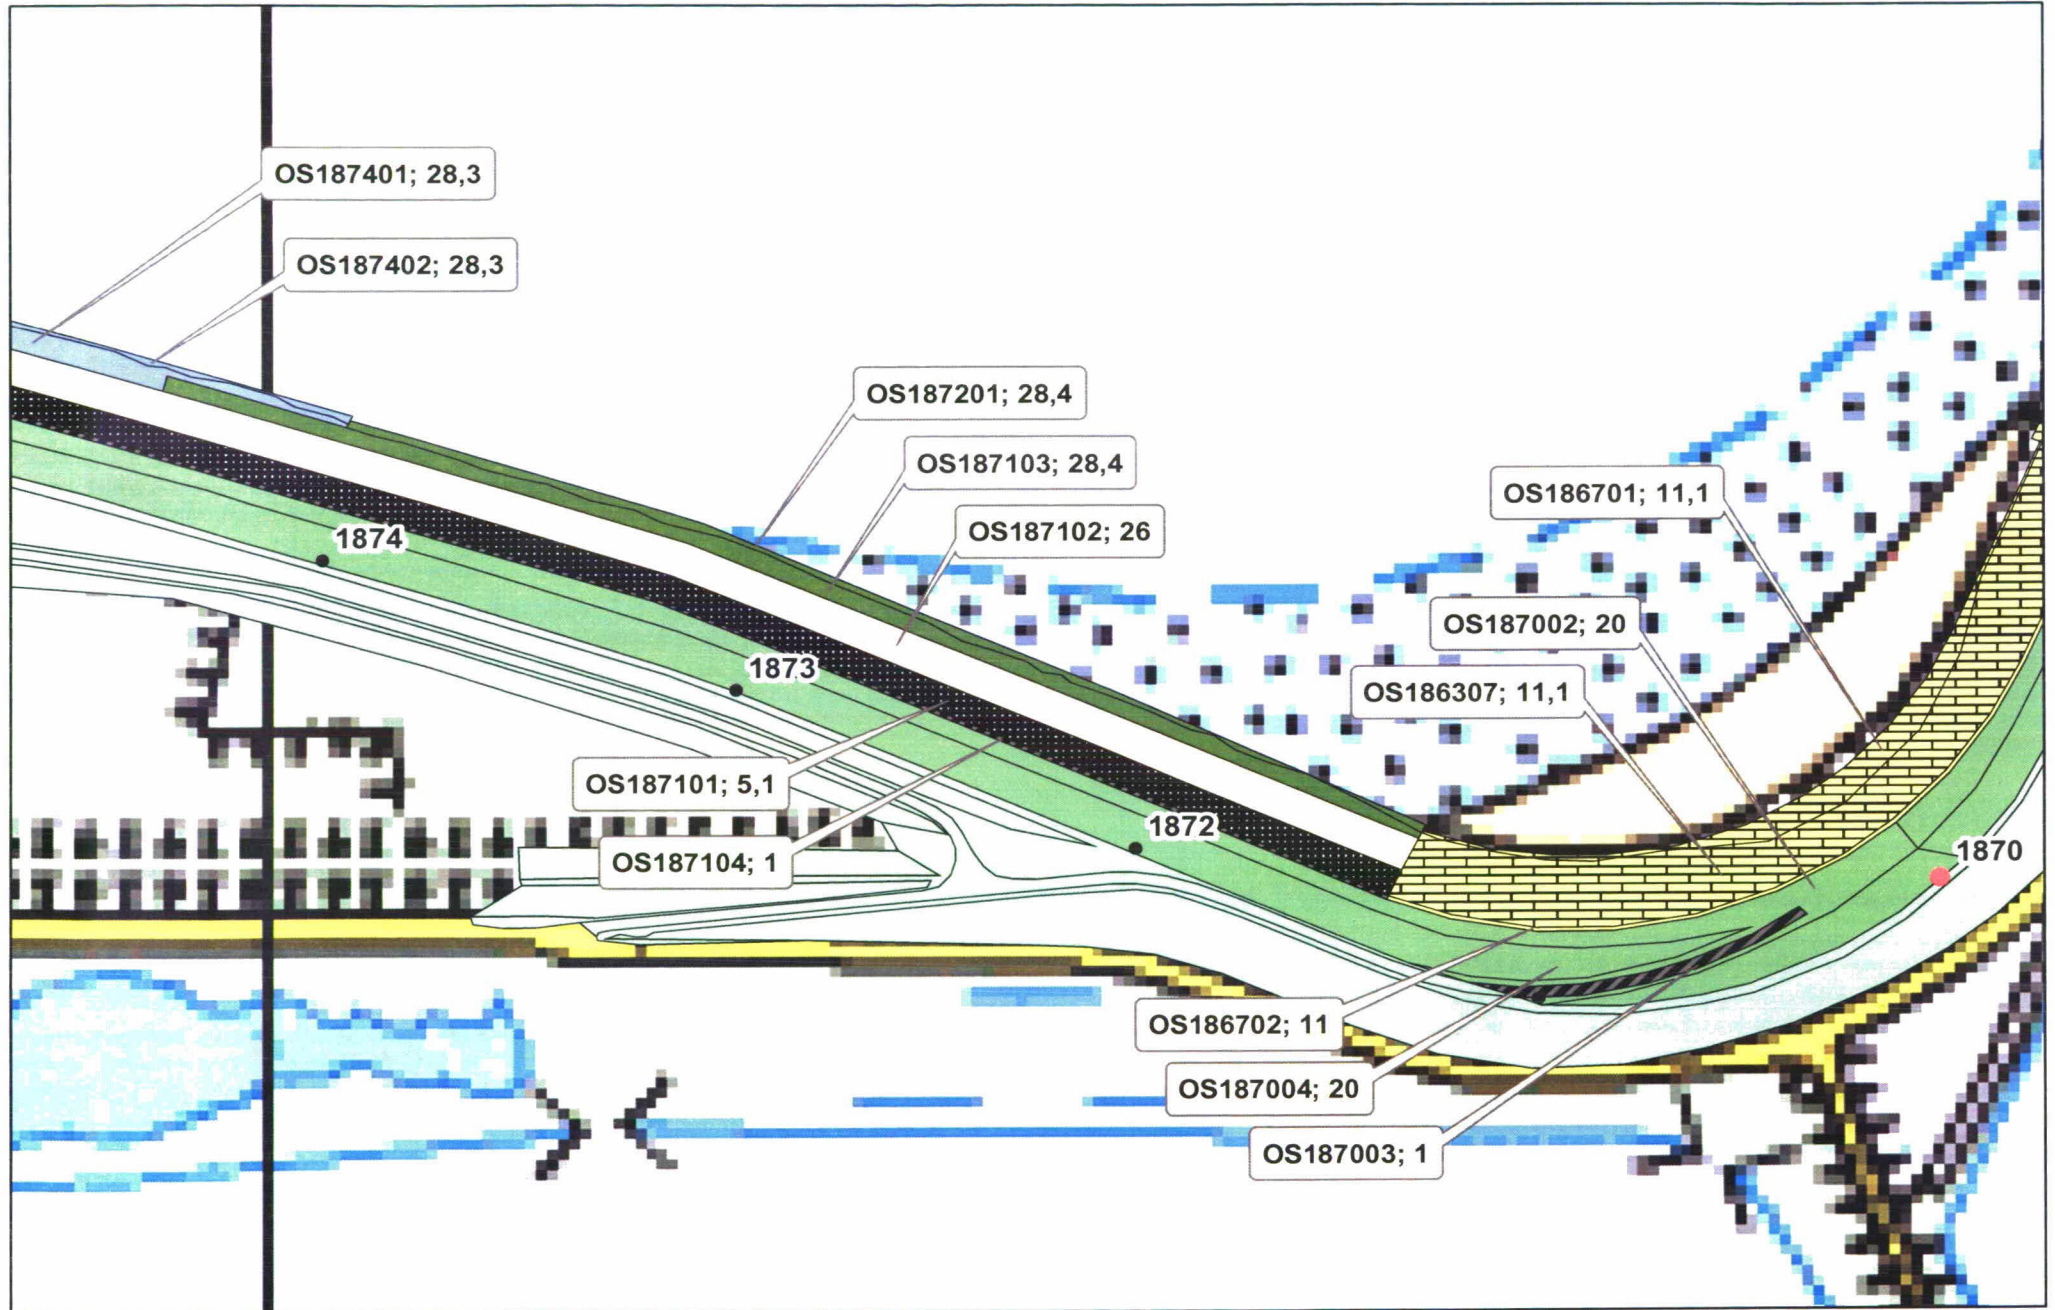 OS187401; 28,3
OS187402; 28,3
OS187201; 28,4
OS187103; 28,4
OS187102; 26
OS186701; 11,1
1874
OS187002; 20
1873
OS186307; 11,1
OS187101; 5,1
1872
OS187104; 1
1870
OS186702; 11
OS187004; 20
OS187003; 1